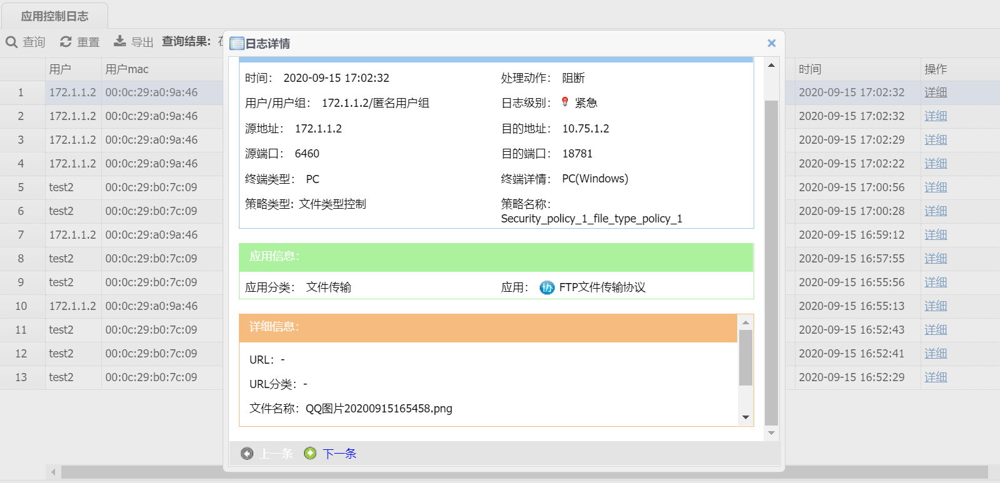 应用控制日志
查询 重置 导出 查询结果:
日志详情
用户 用户mac 时间 操作
1 172.1.1.2 00:0c:29:a0:9a:46 2020-09-15 17:02:32 详细
2 172.1.1.2 00:0c:29:a0:9a:46 2020-09-15 17:02:32 详细
3 172.1.1.2 00:0c:29:a0:9a:46 2020-09-15 17:02:29 详细
4 172.1.1.2 00:0c:29:a0:9a:46 2020-09-15 17:02:22 详细
5 test2 00:0c:29:b0:7c:09 2020-09-15 17:00:56 详细
6 test2 00:0c:29:b0:7c:09 2020-09-15 17:00:28 详细
7 172.1.1.2 00:0c:29:a0:9a:46 2020-09-15 16:59:12 详细
8 test2 00:0c:29:b0:7c:09 2020-09-15 16:57:55 详细
9 test2 00:0c:29:b0:7c:09 2020-09-15 16:55:56 详细
10 172.1.1.2 00:0c:29:a0:9a:46 2020-09-15 16:55:13 详细
11 test2 00:0c:29:b0:7c:09 2020-09-15 16:52:43 详细
12 test2 00:0c:29:b0:7c:09 2020-09-15 16:52:41 详细
13 test2 00:0c:29:b0:7c:09 2020-09-15 16:52:29 详细
时间： 2020-09-15 17:02:32 处理动作： 阻断
用户/用户组： 172.1.1.2/匿名用户组 日志级别： 紧急
源地址： 172.1.1.2 目的地址： 10.75.1.2
源端口： 6460 目的端口： 18781
终端类型： PC 终端详情： PC(Windows)
策略类型: 文件类型控制 策略名称：
Security_policy_1_file_type_policy_1
应用信息:
应用分类： 文件传输 应用： 协 FTP文件传输协议
详细信息:
URL：-
URL分类：-
文件名称：QQ图片20200915165458.png
上一条 下一条